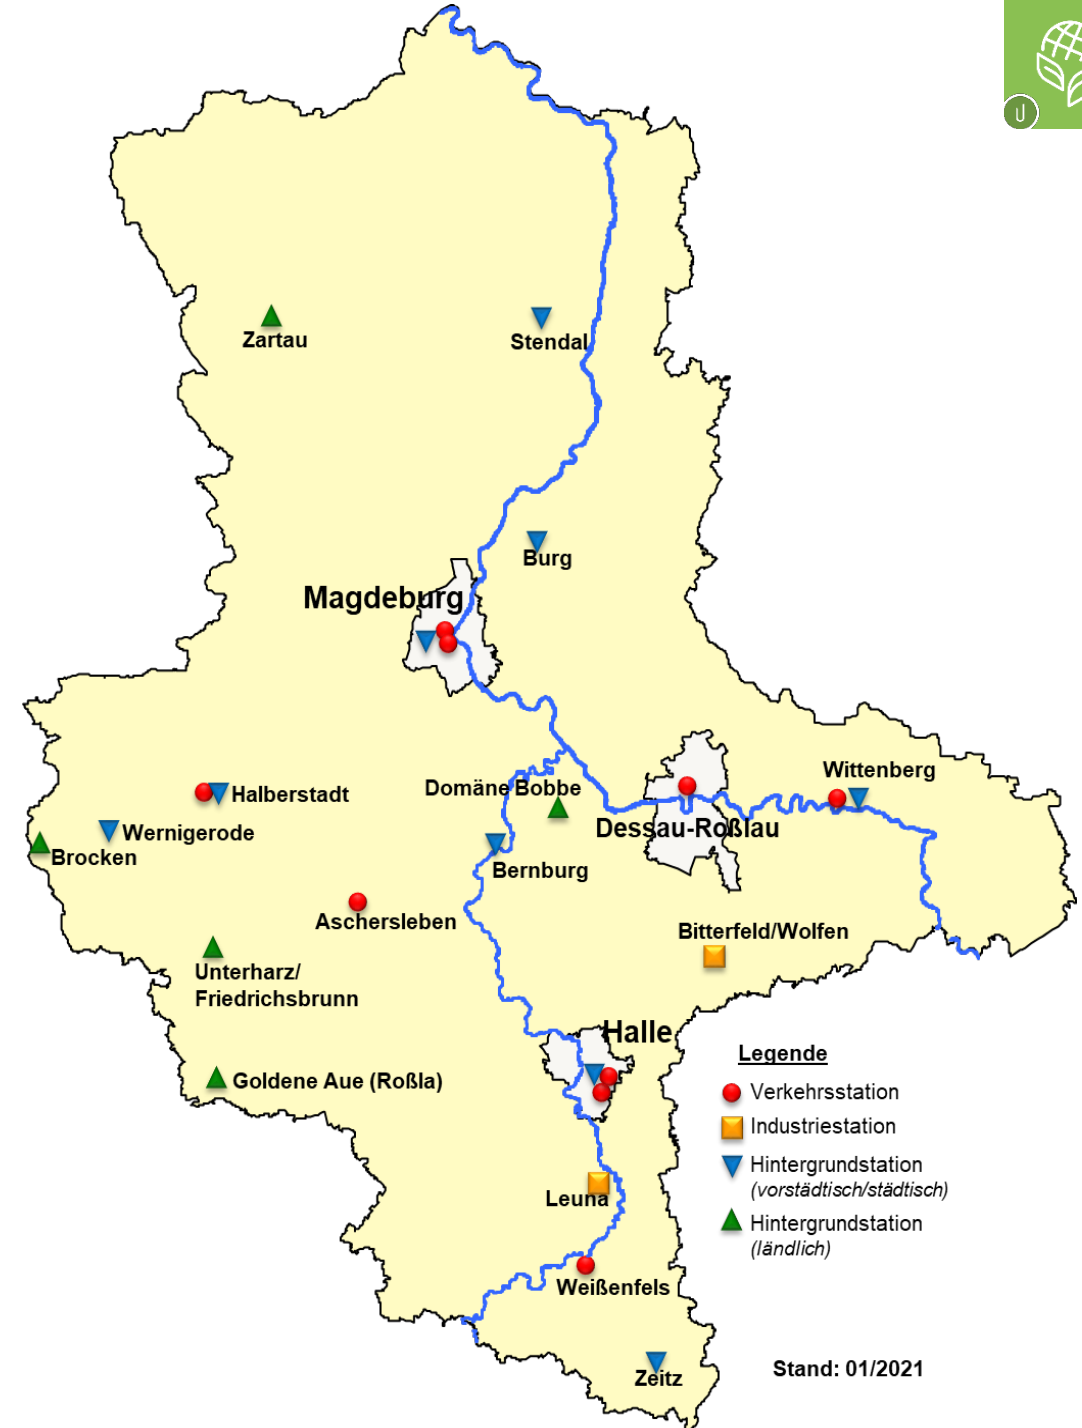 Zartau
Stendal
Burg
Magdeburg
Wittenberg
Domäne Bobbe
Halberstadt
Dessau-Roßlau
Wernigerode
Brocken
Bernburg
Aschersleben
Bitterfeld/Wolfen
Unterharz/
Friedrichsbrunn
Halle
Goldene Aue (Roßla)
Leuna
Weißenfels
Zeitz
Legende
Verkehrsstation
Industriestation
Hintergrundstation
(vorstädtisch/städtisch)
Hintergrundstation
(ländlich)
Stand: 01/2021